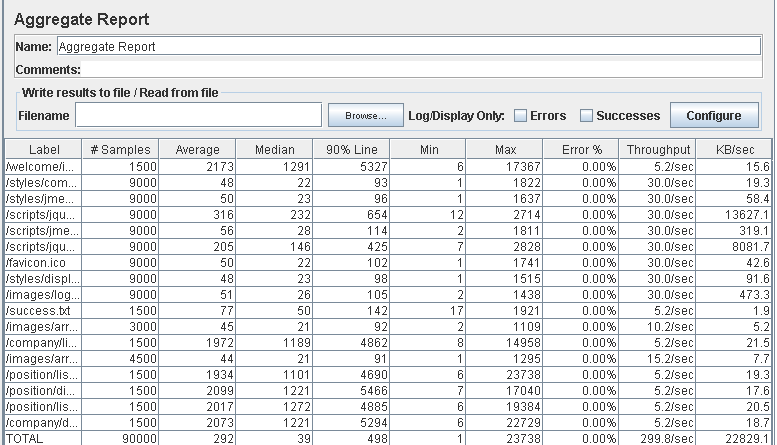 Aggregate Report
Name: Aggregate Report
Comments:
Write results to file / Read from file
Filename Browse... Log/Display Only: Errors Successes Configure
Label # Samples Average Median 90% Line Min Max Error % Throughput KB/sec
/welcome/i... 1500 2173 1291 5327 6 17367 0.00% 5.2/sec 15.6
/styles/com... 9000 48 22 93 1 1822 0.00% 30.0/sec 19.3
/styles/jme... 9000 50 23 96 1 1637 0.00% 30.0/sec 58.4
/scripts/jqu... 9000 316 232 654 12 2714 0.00% 30.0/sec 13627.1
/scripts/jme... 9000 56 28 114 2 1811 0.00% 30.0/sec 319.1
/scripts/jqu... 9000 205 146 425 7 2828 0.00% 30.0/sec 8081.7
/favicon.ico 9000 50 22 102 1 1741 0.00% 30.0/sec 42.6
/styles/displ... 9000 48 23 98 1 1515 0.00% 30.0/sec 91.6
/images/log... 9000 51 26 105 2 1438 0.00% 30.0/sec 473.3
/success.txt 1500 77 50 142 17 1921 0.00% 5.2/sec 1.9
/images/arr... 3000 45 21 92 2 1109 0.00% 10.2/sec 5.2
/company/li... 1500 1972 1189 4862 8 14958 0.00% 5.2/sec 21.5
/images/arr... 4500 44 21 91 1 1295 0.00% 15.2/sec 7.7
/position/lis... 1500 1934 1101 4690 6 23738 0.00% 5.2/sec 19.3
/position/di... 1500 2099 1221 5466 7 17040 0.00% 5.2/sec 17.6
/position/lis... 1500 2017 1272 4885 6 19384 0.00% 5.2/sec 20.5
/company/d... 1500 2073 1221 5294 6 22729 0.00% 5.2/sec 18.7
TOTAL 90000 292 39 498 1 23738 0.00% 299.8/sec 22829.1